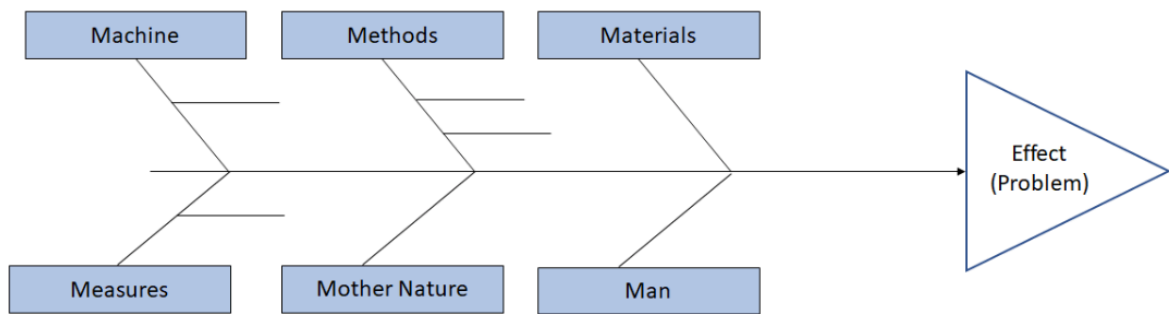 Machine
Methods
Materials
Effect
(Problem)
Measures
Mother Nature
Man